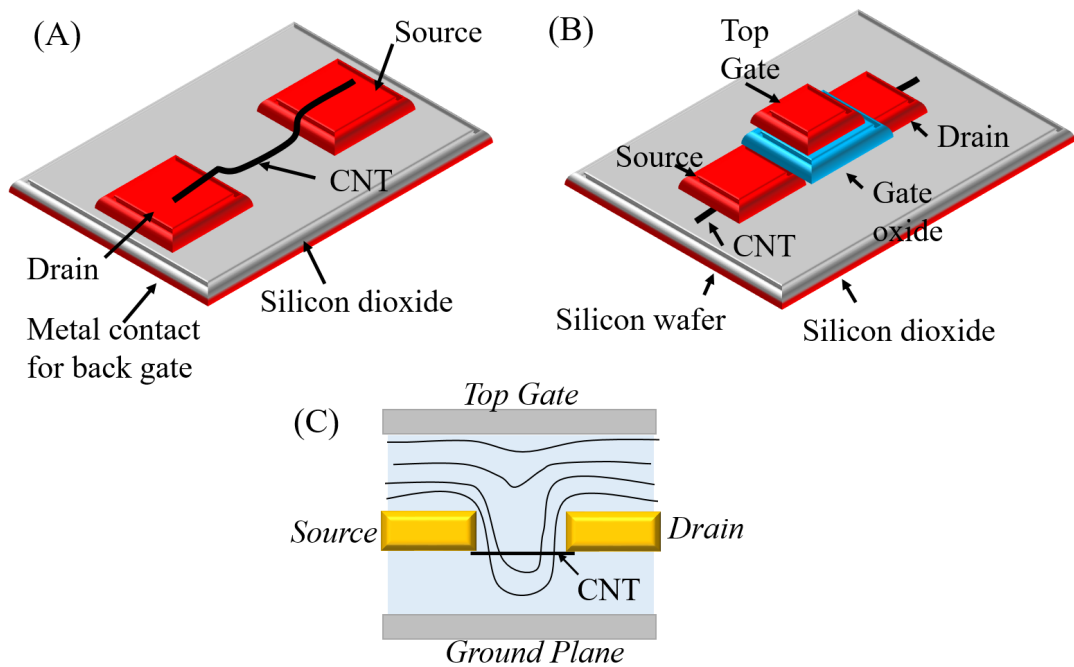 (A)
Source
CNT
Drain
Silicon dioxide
Metal contact
for back gate
(B)
Top
Gate
Drain
Source
Gate
oxide
CNT
Silicon wafer
Silicon dioxide
(C)
Top Gate
Source
Drain
CNT
Ground Plane